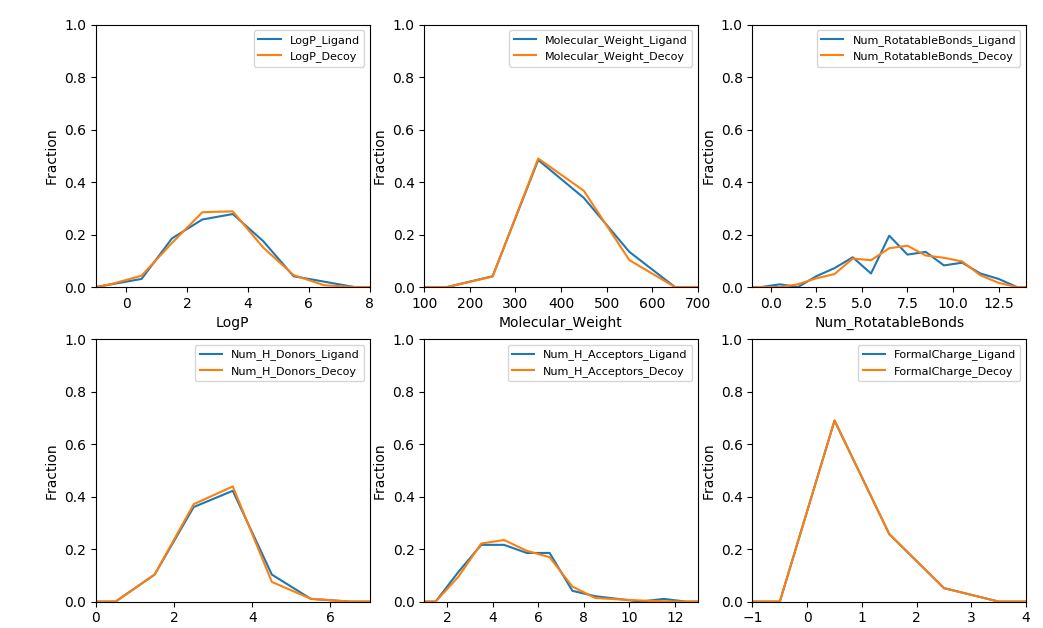 1.0
0.8
0.6
0.4
0.2
0.0
Fraction
LogP_Ligand
LogP_Decoy
0 2 4 6 8
LogP
1.0
0.8
0.6
0.4
0.2
0.0
Fraction
Molecular_Weight_Ligand
Molecular_Weight_Decoy
100 200 300 400 500 600 700
Molecular_Weight
1.0
0.8
0.6
0.4
0.2
0.0
Fraction
Num_RotatableBonds_Ligand
Num_RotatableBonds_Decoy
0.0 2.5 5.0 7.5 10.0 12.5
Num_RotatableBonds
1.0
0.8
0.6
0.4
0.2
0.0
Fraction
Num_H_Donors_Ligand
Num_H_Donors_Decoy
0 2 4 6
1.0
0.8
0.6
0.4
0.2
0.0
Fraction
Num_H_Acceptors_Ligand
Num_H_Acceptors_Decoy
2 4 6 8 10 12
1.0
0.8
0.6
0.4
0.2
0.0
Fraction
FormalCharge_Ligand
FormalCharge_Decoy
−1 0 1 2 3 4